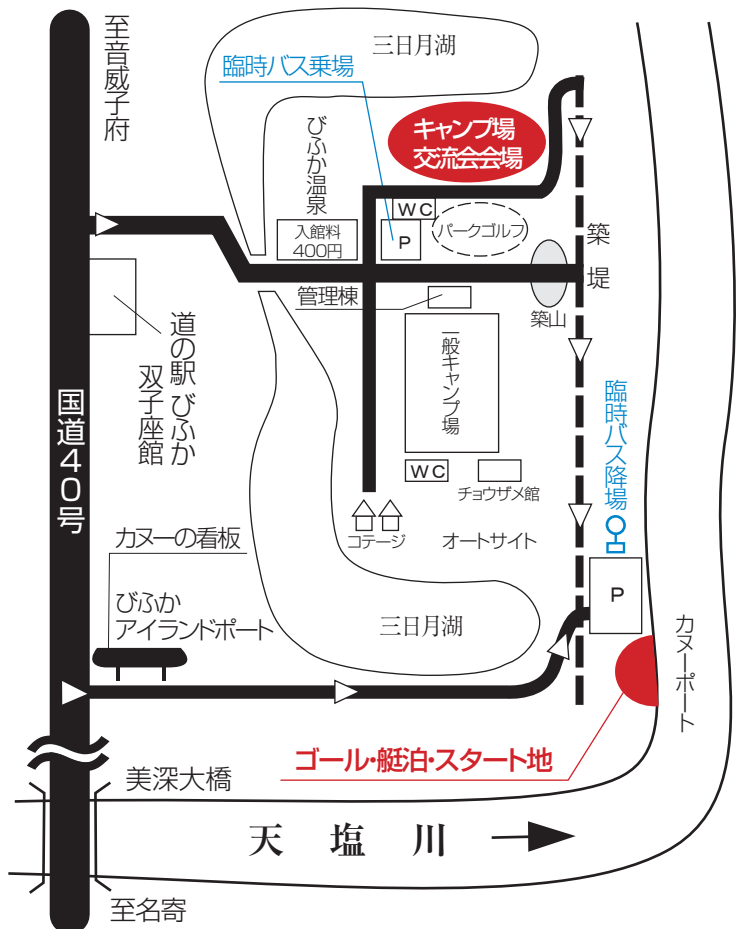 至音威子府
三日月湖
臨時バス乗場
キャンプ場
交流会会場
びふか温泉
入館料
400円
WC
P
パークゴルフ
築堤
管理棟
築山
道の駅 びふか
双子座館
一般キャンプ場
国道40号
臨時バス降場
WC
チョウザメ館
コテージ
オートサイト
カヌーの看板
びふか
アイランドポート
三日月湖
P
カヌーポート
ゴール・艇泊・スタート地
美深大橋
天塩川
至名寄